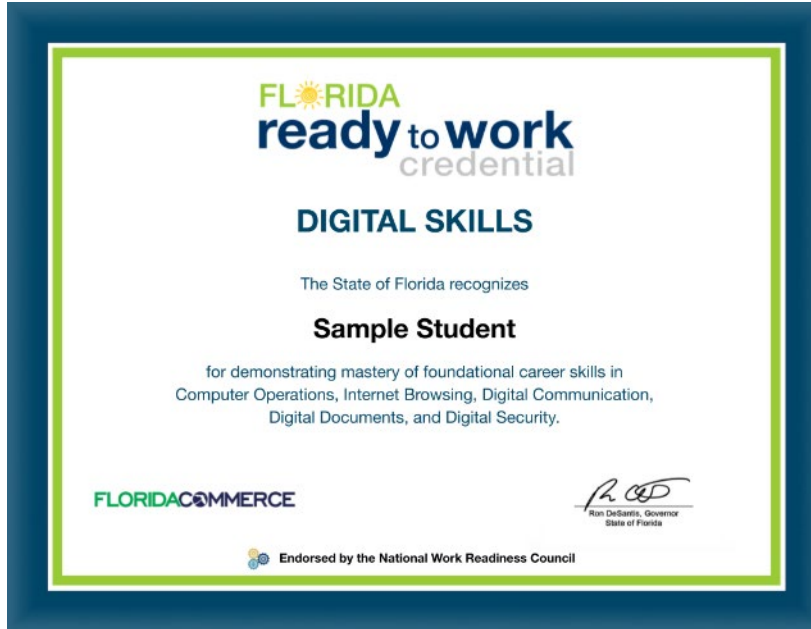 FLORIDA
ready to work
credential
DIGITAL SKILLS
The State of Florida recognizes
Sample Student
for demonstrating mastery of foundational career skills in
Computer Operations, Internet Browsing, Digital Communication,
Digital Documents, and Digital Security.
FLORIDACOMMERCE
Ron DeSantis, Governor
State of Florida
Endorsed by the National Work Readiness Council